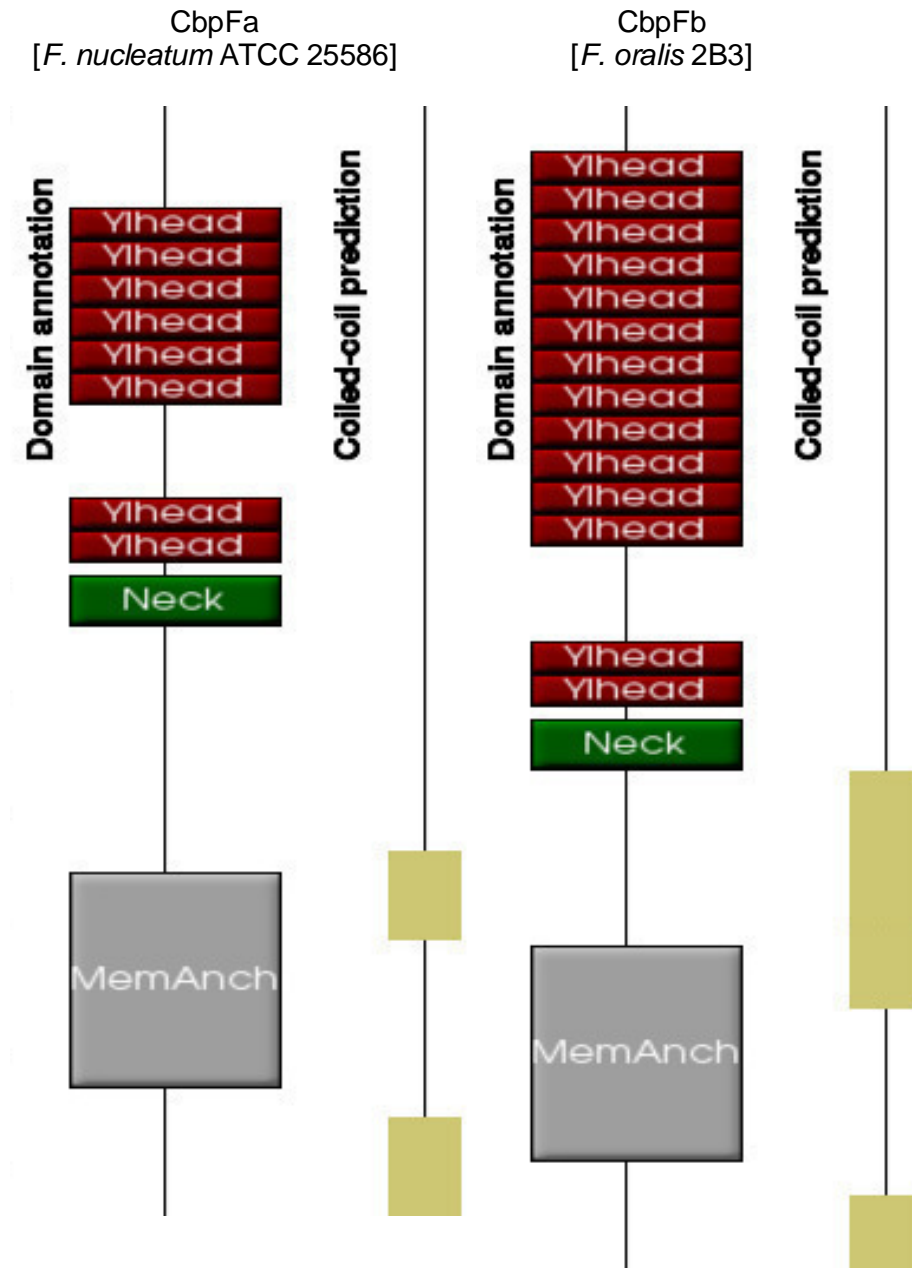 CbpFa
[F. nucleatum ATCC 25586]
Domain annotation
Ylhead
Ylhead
Ylhead
Ylhead
Ylhead
Ylhead
Ylhead
Ylhead
Neck
MemAnch
Coiled-coil prediction
CbpFb
[F. oralis 2B3]
Domain annotation
Ylhead
Ylhead
Ylhead
Ylhead
Ylhead
Ylhead
Ylhead
Ylhead
Ylhead
Ylhead
Ylhead
Ylhead
Ylhead
Ylhead
Neck
MemAnch
Coiled-coil prediction